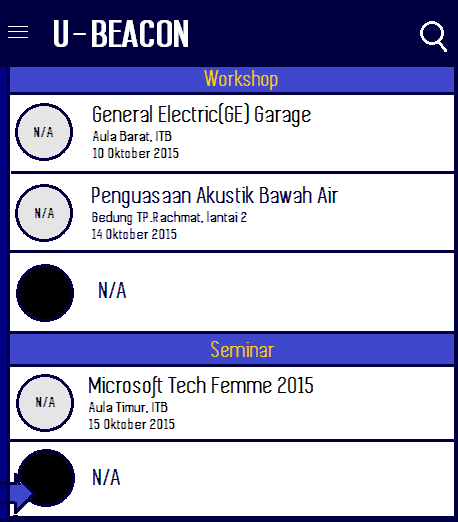 U-BEACON
Workshop
N/A
General Electric(GE) Garage
Aula Barat, ITB
10 Oktober 2015
N/A
Penguasaan Akustik Bawah Air
Gedung TP.Rachmat, lantai 2
14 Oktober 2015
N/A
Seminar
N/A
Microsoft Tech Femme 2015
Aula Timur, ITB
15 Oktober 2015
N/A